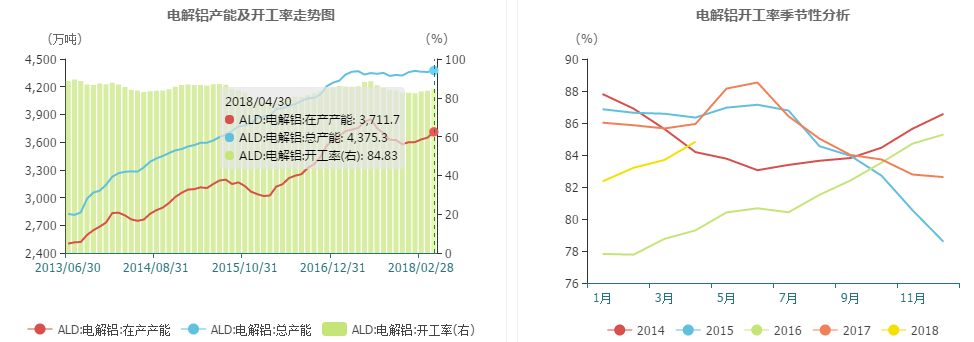 电解铝产能及开工率走势图
(万吨)
(%)
4,500
4,200
3,900
3,600
3,300
3,000
2,700
2,400
100
80
60
40
20
0
2018/04/30
ALD:电解铝:在产产能: 3,711.7
ALD:电解铝:总产能: 4,375.3
ALD:电解铝:开工率(右): 84.83
2013/06/30
2014/08/31
2015/10/31
2016/12/31
2018/02/28
ALD:电解铝:在产产能
ALD:电解铝:总产能
ALD:电解铝:开工率(右)
电解铝开工率季节性分析
(%)
90
88
86
84
82
80
78
76
1月
3月
5月
7月
9月
11月
2014
2015
2016
2017
2018